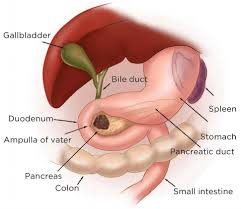 Gallbladder
Bile duct
Duodenum
Ampulla of vater
Spleen
Stomach
Pancreatic duct
Pancreas
Colon
Small intestine